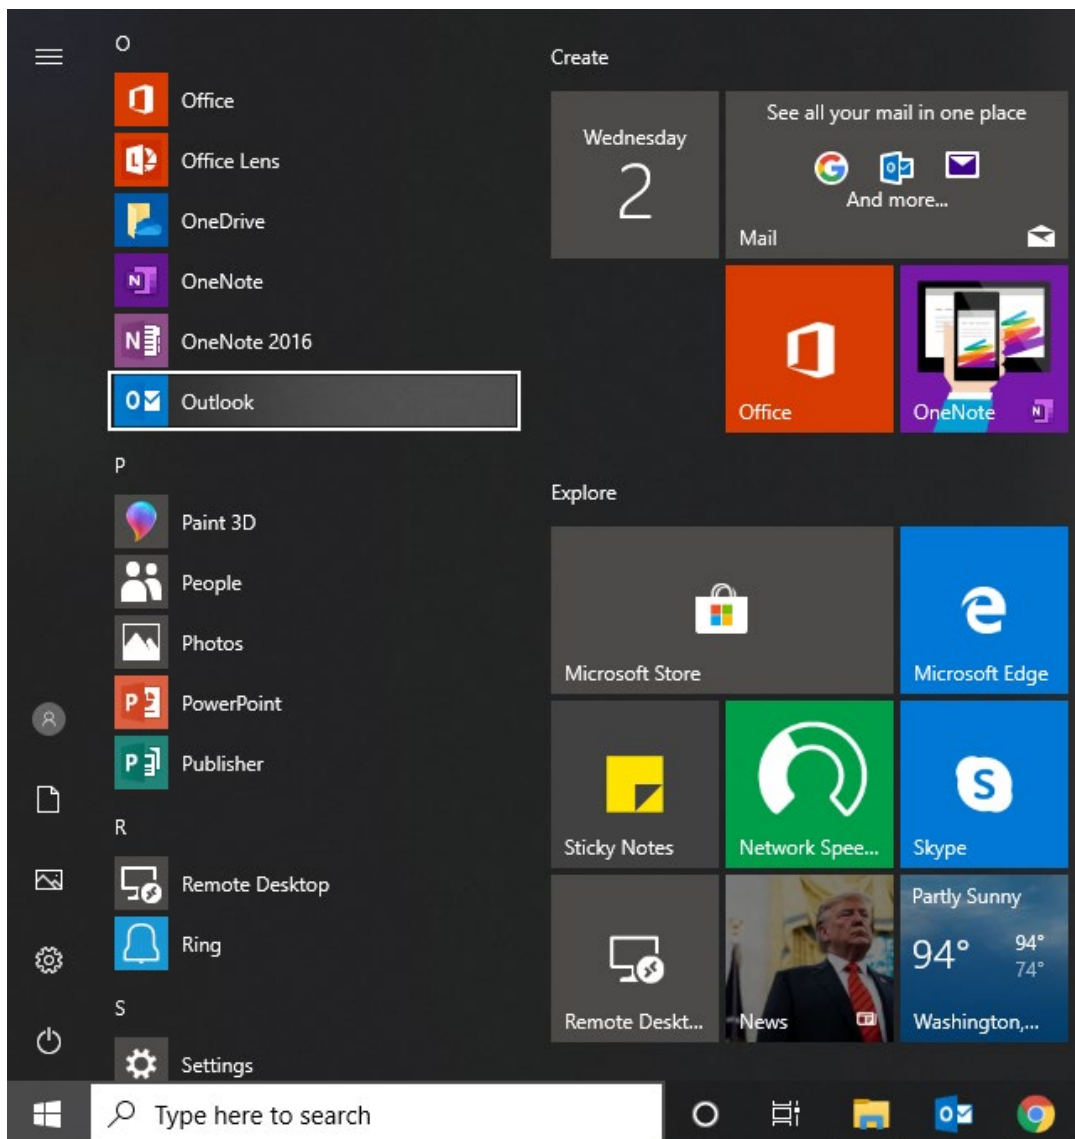 O
Office
Office Lens
OneDrive
OneNote
OneNote 2016
Outlook
P
Paint 3D
People
Photos
PowerPoint
Publisher
R
Remote Desktop
Ring
S
Settings
Create
Wednesday
2
See all your mail in one place
And more...
Mail
Office
OneNote
Explore
Microsoft Store
Microsoft Edge
Sticky Notes
Network Spee...
Skype
Remote Deskt...
News
Partly Sunny
94° 94°
74°
Washington,...
Type here to search